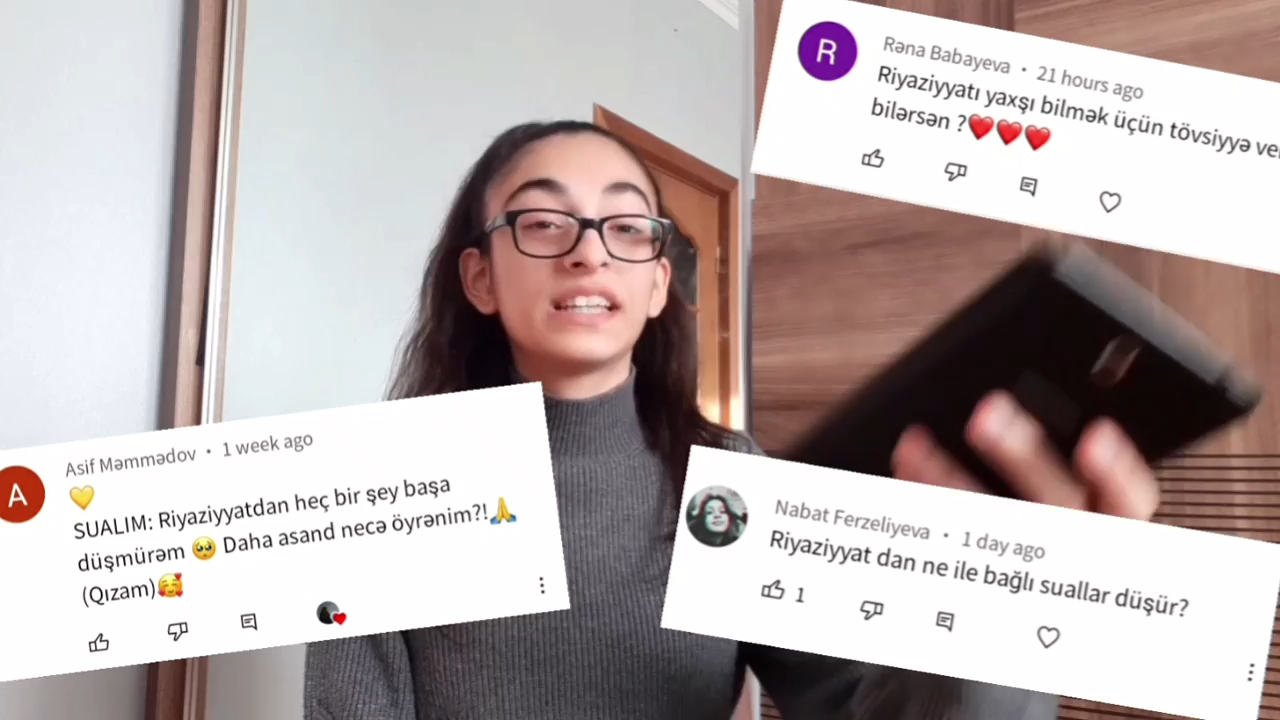 R
Rəna Babayeva • 21 hours ago
Riyaziyyatı yaxşı bilmək üçün tövsiyyə
bilərsən ?❤️❤️❤️
A
Asif Məmmədov • 1 week ago
💛
SUALIM: Riyaziyyatdan heç bir şey başa
düşmürəm 🥺 Daha asand necə öyrənim?!🙏
(Qızam)🥰
Nabat Ferzeliyeva • 1 day ago
Riyaziyyat dan ne ile bağlı suallar düşür?
1